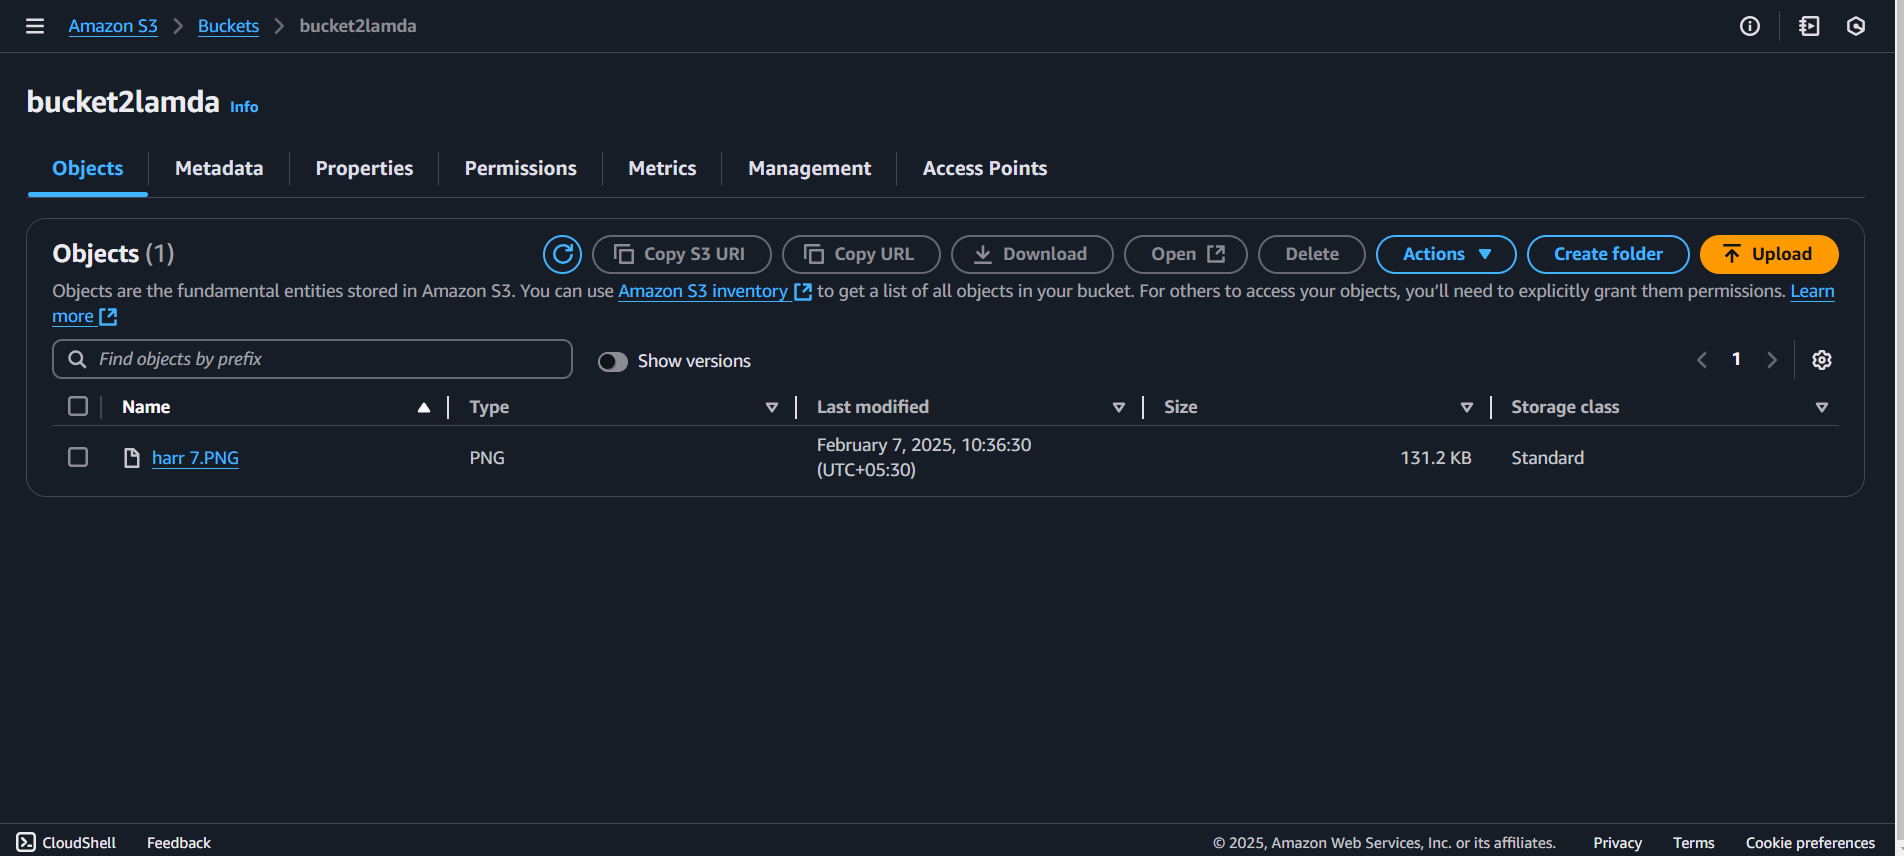 Amazon S3 Buckets bucket2lamda
bucket2lamda Info
Objects Metadata Properties Permissions Metrics Management Access Points
Objects (1) Copy S3 URI Copy URL Download Open Delete Actions Create folder Upload
Objects are the fundamental entities stored in Amazon S3. You can use Amazon S3 inventory to get a list of all objects in your bucket. For others to access your objects, you'll need to explicitly grant them permissions. Learn
more
Find objects by prefix Show versions 1
Name Type Last modified Size Storage class
harr 7.PNG PNG February 7, 2025, 10:36:30 131.2 KB Standard
(UTC+05:30)
CloudShell Feedback © 2025, Amazon Web Services, Inc. or its affiliates. Privacy Terms Cookie preferences